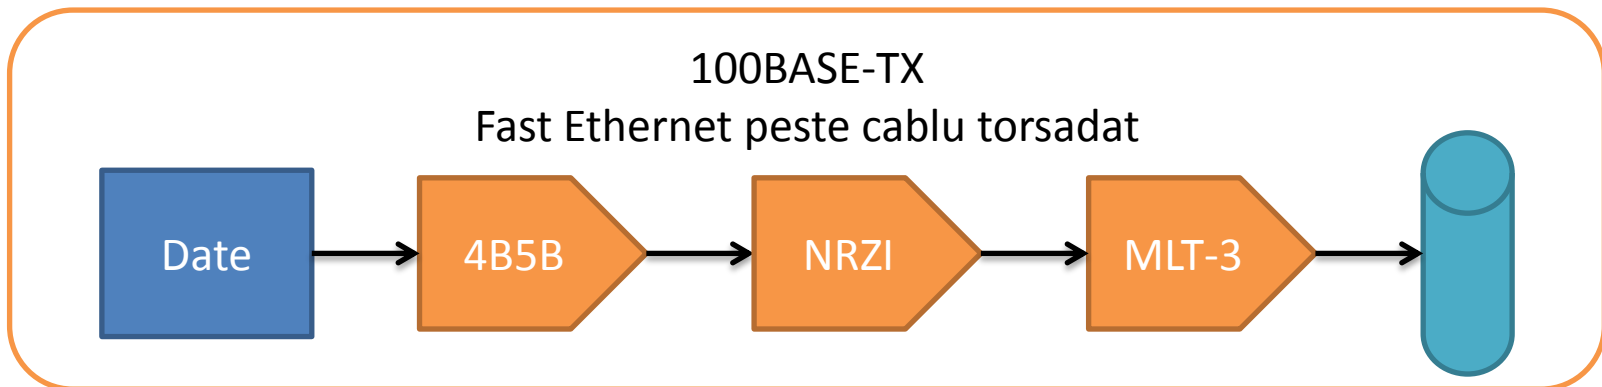 100BASE-TX
Fast Ethernet peste cablu torsadat
Date
4B5B
NRZI
MLT-3